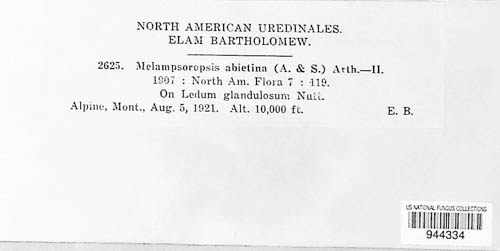 NORTH AMERICAN UREDINALES.
ELAM BARTHOLOMEW.
2625. Melampsoropsis abietina (A. & S.) Arth.—II.
1907 : North Am. Flora 7 : 119.
On Ledum glandulosum Nutt.
Alpine, Mont., Aug. 5, 1921. Alt. 10,000 ft. E. B.
US NATIONAL FUNGUS COLLECTIONS
944334